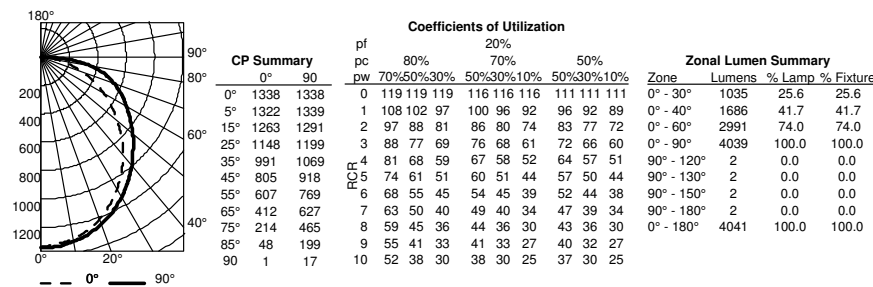 180°
90°
80°
60°
40°
200
400
600
800
1000
1200
0° 20°
0° 90°
CP Summary
0° 90
0° 1338 1338
5° 1322 1339
15° 1263 1291
25° 1148 1199
35° 991 1069
45° 805 918
55° 607 769
65° 412 627
75° 214 465
85° 48 199
90 1 17
Coefficients of Utilization
pf 20%
pc 80% 70% 50%
pw 70%50%30% 50%30%10% 50%30%10%
RCR
0 119 119 119 116 116 116 111 111 111
1 108 102 97 100 96 92 96 92 89
2 97 88 81 86 80 74 83 77 72
3 88 77 69 76 68 61 72 66 60
4 81 68 59 67 58 52 64 57 51
5 74 61 51 60 51 44 57 50 44
6 68 55 45 54 45 39 52 44 38
7 63 50 40 49 40 34 47 39 34
8 59 45 36 44 36 30 43 36 30
9 55 41 33 41 33 27 40 32 27
10 52 38 30 38 30 25 37 30 25
Zonal Lumen Summary
Zone Lumens % Lamp % Fixture
0° - 30° 1035 25.6 25.6
0° - 40° 1686 41.7 41.7
0° - 60° 2991 74.0 74.0
0° - 90° 4039 100.0 100.0
90° - 120° 2 0.0 0.0
90° - 130° 2 0.0 0.0
90° - 150° 2 0.0 0.0
90° - 180° 2 0.0 0.0
0° - 180° 4041 100.0 100.0